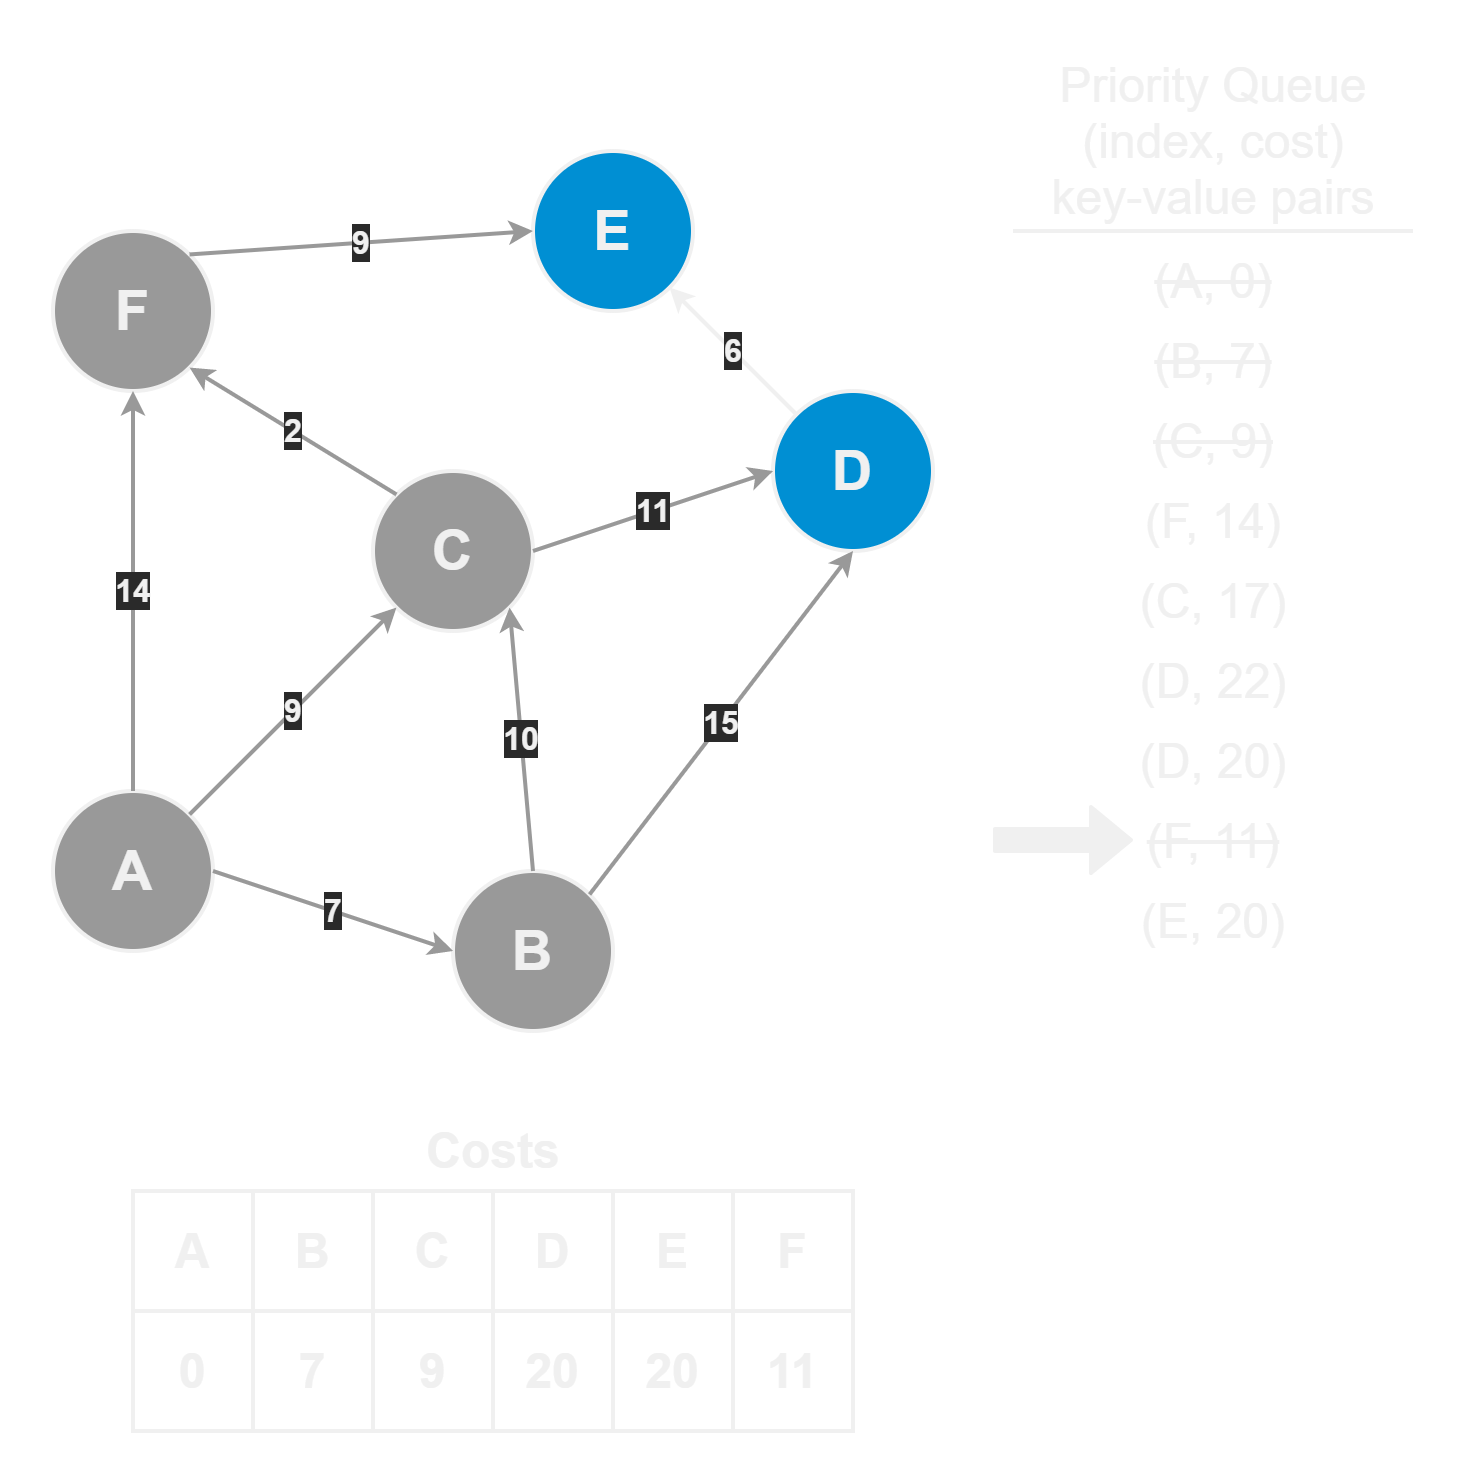 Priority Queue
(index, cost)
key-value pairs
(A, 0)
(B, 7)
(C, 9)
(F, 14)
(C, 17)
(D, 22)
(D, 20)
(F, 11)
(E, 20)
E
9
F
6
2
D
11
C
14
9
10
15
A
7
B
Costs
A B C D E F
0 7 9 20 20 11